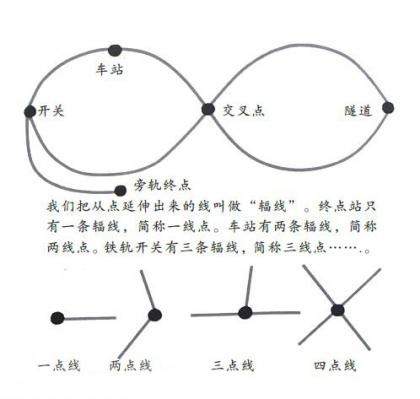 车站
开关
交叉点
隧道
旁轨终点
我们把从点延伸出来的线叫做“辐线”。终点站只
有一条辐线，简称一线点。车站有两条辐线，简称
两线点。铁轨开关有三条辐线，简称三线点……。
一点线
两点线
三点线
四点线